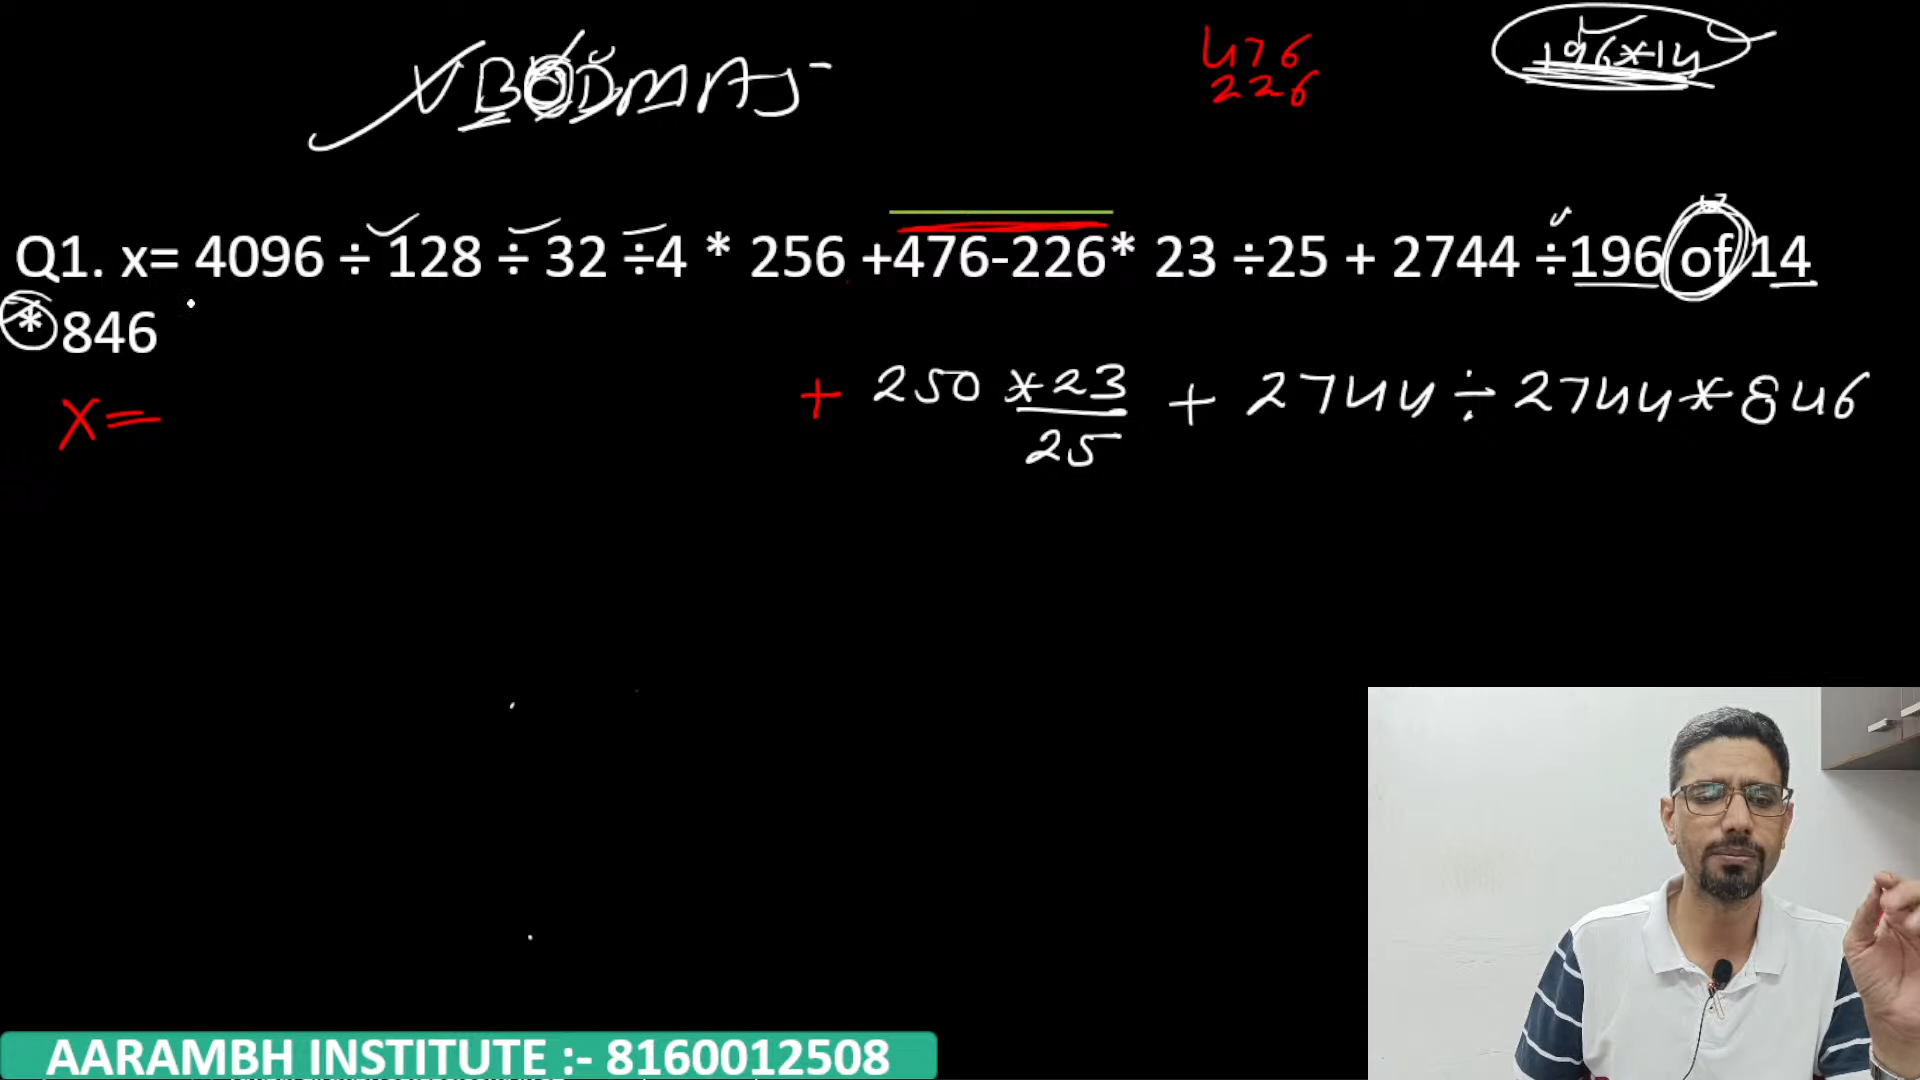 VBODMAS
476
226
196*14
Q1. x= 4096 ÷ 128 ÷ 32 ÷4 * 256 +476-226* 23 ÷25 + 2744 ÷196 of 14
*846
X= + 250 *23/25 + 2744 ÷ 2744*846
AARAMBH INSTITUTE :- 8160012508